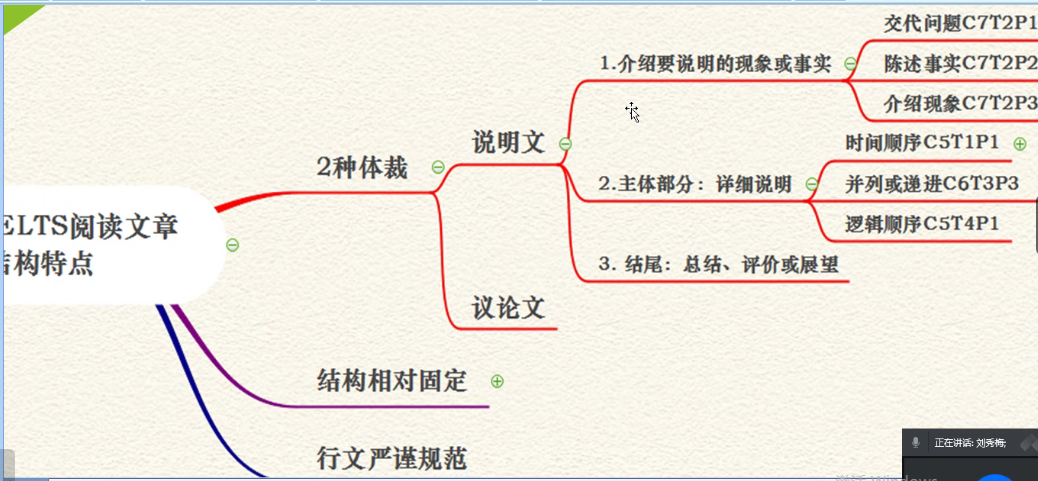 ELTS阅读文章
结构特点
2种体裁
说明文
1.介绍要说明的现象或事实
交代问题C7T2P1
陈述事实C7T2P2
介绍现象C7T2P3
2.主体部分：详细说明
时间顺序C5T1P1
并列或递进C6T3P3
逻辑顺序C5T4P1
3. 结尾：总结、评价或展望
议论文
结构相对固定
行文严谨规范
正在讲话: 刘秀梅;